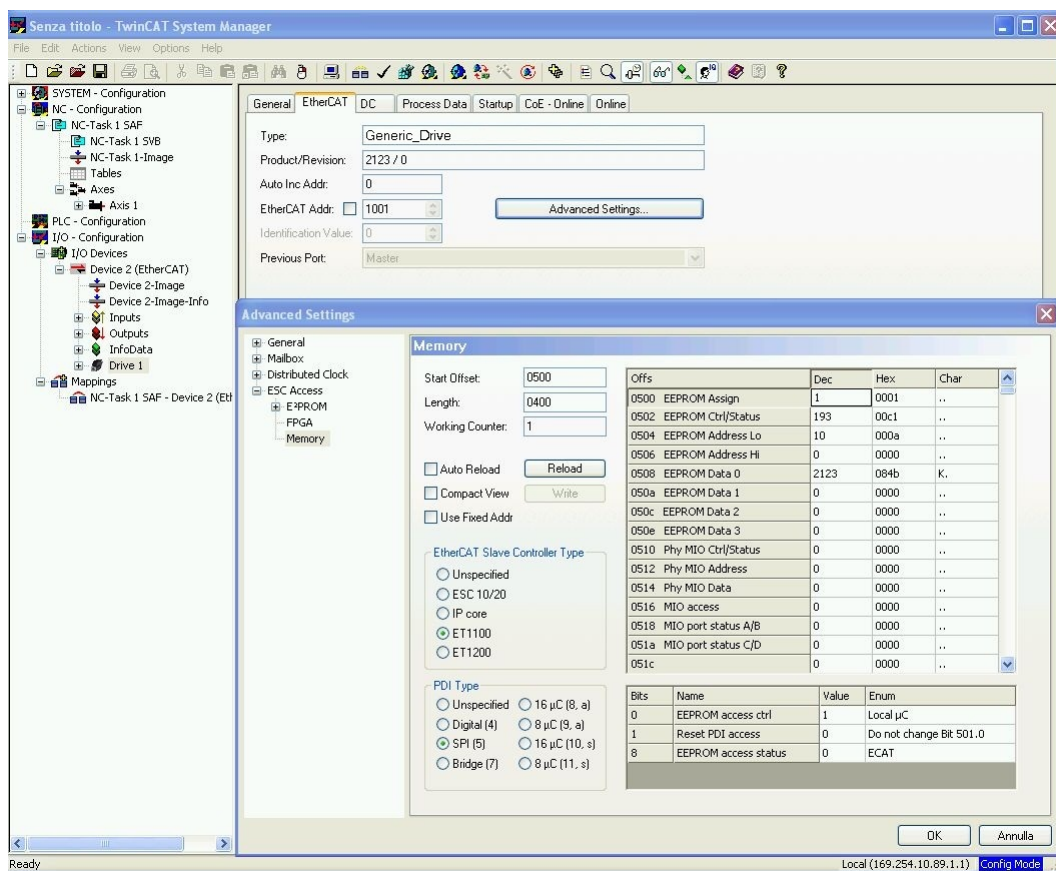 Senza titolo - TwinCAT System Manager
File Edit Actions View Options Help
SYSTEM - Configuration
NC - Configuration
NC-Task 1 SAF
NC-Task 1 SVB
NC-Task 1-Image
Tables
Axes
Axis 1
PLC - Configuration
I/O - Configuration
I/O Devices
Device 2 (EtherCAT)
Device 2-Image
Device 2-Image-Info
Inputs
Outputs
InfoData
Drive 1
Mappings
NC-Task 1 SAF - Device 2 (Eth
General EtherCAT DC Process Data Startup CoE - Online Online
Type: Generic_Drive
Product/Revision: 2123 / 0
Auto Inc Addr: 0
EtherCAT Addr: 1001 Advanced Settings...
Identification Value: 0
Previous Port: Master
Advanced Settings
General
Mailbox
Distributed Clock
ESC Access
E²PROM
FPGA
Memory
Memory
Start Offset: 0500
Length: 0400
Working Counter: 1
Auto Reload Reload
Compact View Write
Use Fixed Addr
EtherCAT Slave Controller Type
Unspecified
ESC 10/20
IP core
ET1100
ET1200
PDI Type
Unspecified 16 µC (8, a)
Digital (4) 8 µC (9, a)
SPI (5) 16 µC (10, s)
Bridge (7) 8 µC (11, s)
Offs Dec Hex Char
0500 EEPROM Assign 1 0001 ..
0502 EEPROM Ctrl/Status 193 00c1 ..
0504 EEPROM Address Lo 10 000a ..
0506 EEPROM Address Hi 0 0000 ..
0508 EEPROM Data 0 2123 084b K.
050a EEPROM Data 1 0 0000 ..
050c EEPROM Data 2 0 0000 ..
050e EEPROM Data 3 0 0000 ..
0510 Phy MIO Ctrl/Status 0 0000 ..
0512 Phy MIO Address 0 0000 ..
0514 Phy MIO Data 0 0000 ..
0516 MIO access 0 0000 ..
0518 MIO port status A/B 0 0000 ..
051a MIO port status C/D 0 0000 ..
051c 0 0000 ..
Bits Name Value Enum
0 EEPROM access ctrl 1 Local µC
1 Reset PDI access 0 Do not change Bit 501.0
8 EEPROM access status 0 ECAT
OK Annulla
Ready Local (169.254.10.89.1.1) Config Mode